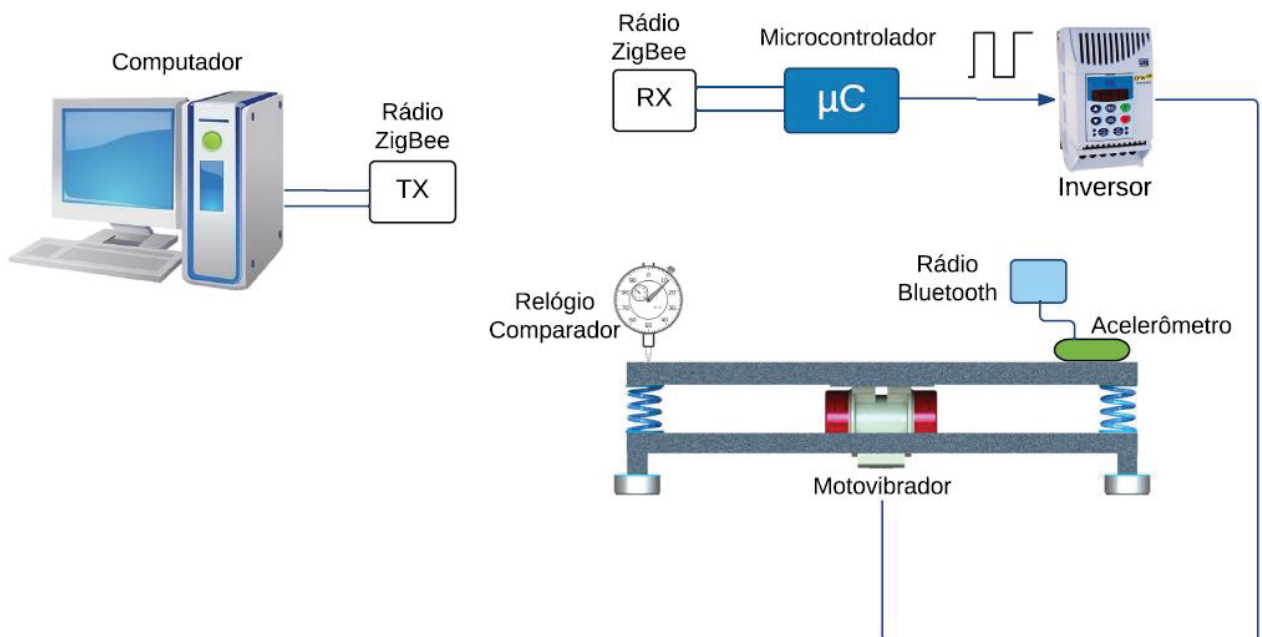 Computador
Rádio
ZigBee
TX
Rádio
ZigBee
RX
Microcontrolador
µC
Inversor
Relógio
Comparador
Rádio
Bluetooth
Acelerômetro
Motovibrador